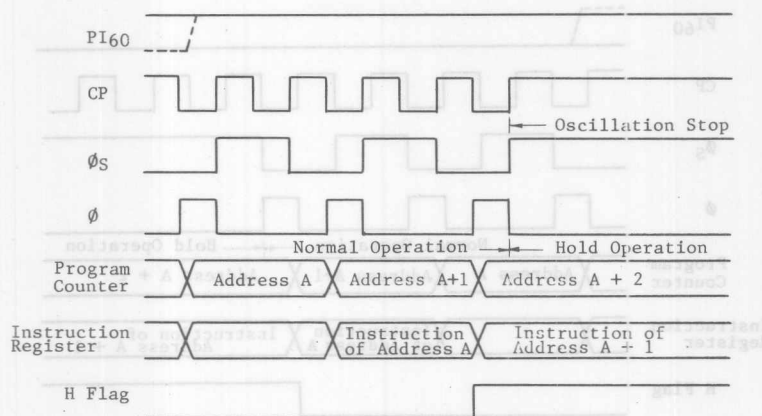 PI60
CP
Oscillation Stop
ØS
Ø
Normal Operation
Hold Operation
Program
Counter
Address A
Address A+1
Address A + 2
Instruction
Register
Instruction
of Address A
Instruction of
Address A + 1
H Flag